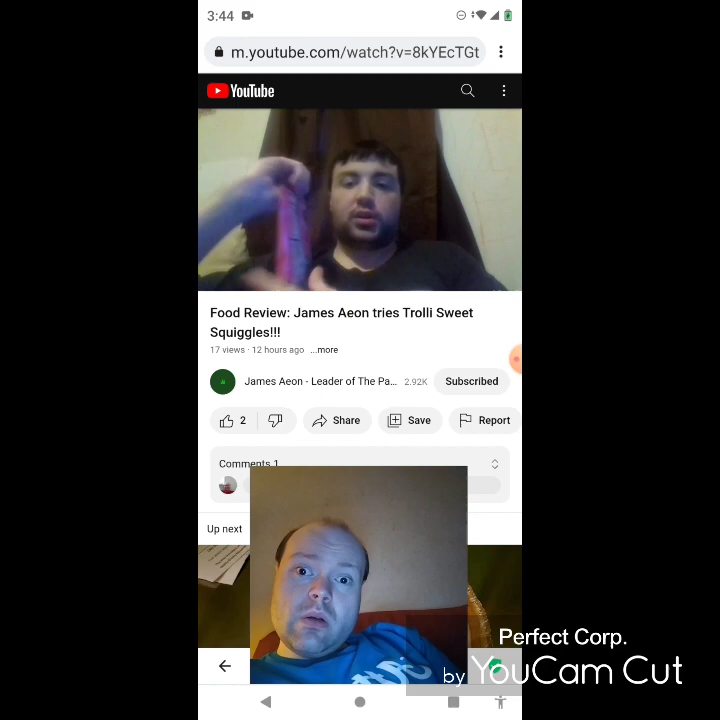 3:44
m.youtube.com/watch?v=8kYEcTGt
YouTube
Food Review: James Aeon tries Trolli Sweet
Squiggles!!!
17 views · 12 hours ago ...more
James Aeon - Leader of The Pa... 2.92K Subscribed
2 Share Save Report
Comments 1
Up next
Perfect Corp.
by YouCam Cut